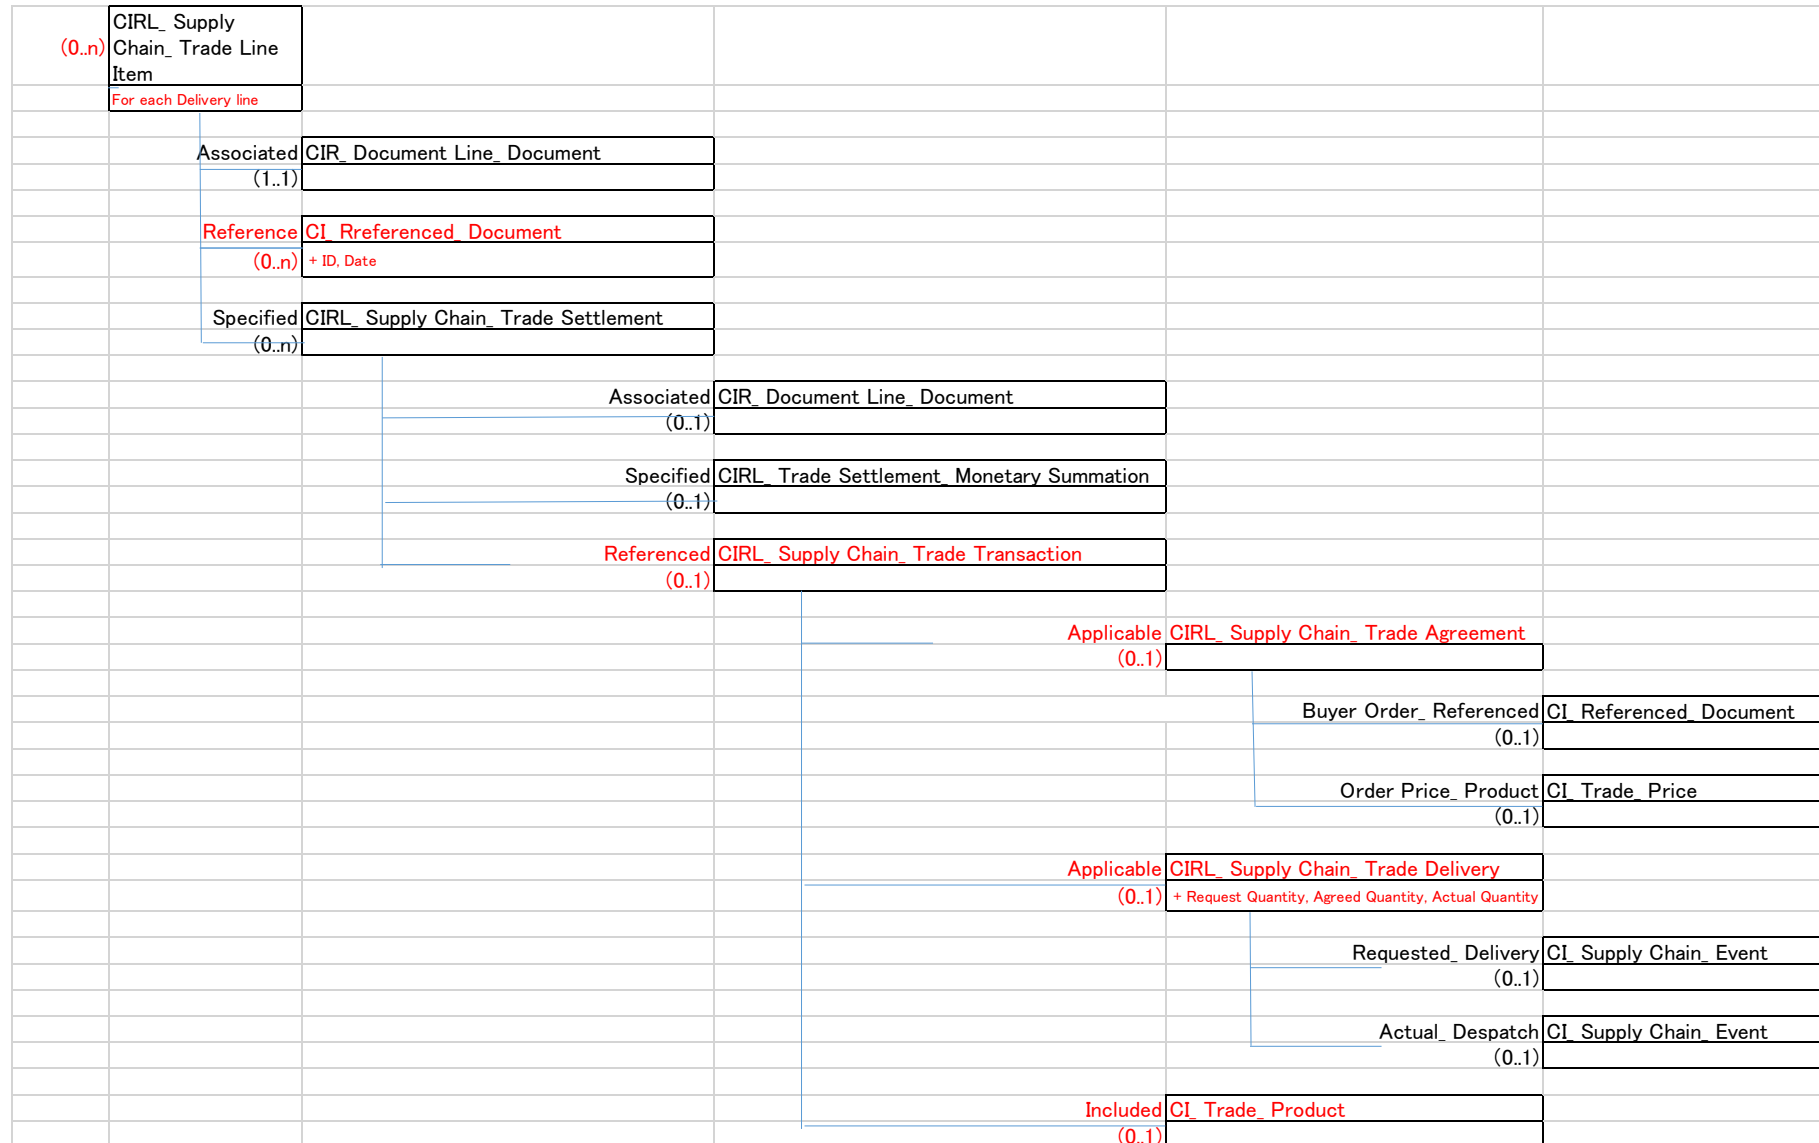 CIRL_ Supply
(0..n) Chain_ Trade Line
Item
For each Delivery line
Associated CIR_ Document Line_ Document
(1..1)
Reference CI_ Rreferenced_ Document
(0..n) + ID, Date
Specified CIRL_ Supply Chain_ Trade Settlement
(0..n)
Associated CIR_ Document Line_ Document
(0..1)
Specified CIRL_ Trade Settlement_ Monetary Summation
(0..1)
Referenced CIRL_ Supply Chain_ Trade Transaction
(0..1)
Applicable CIRL_ Supply Chain_ Trade Agreement
(0..1)
Buyer Order_ Referenced CI_ Referenced_ Document
(0..1)
Order Price_ Product CI_ Trade_ Price
(0..1)
Applicable CIRL_ Supply Chain_ Trade Delivery
(0..1) + Request Quantity, Agreed Quantity, Actual Quantity
Requested_ Delivery CI_ Supply Chain_ Event
(0..1)
Actual_ Despatch CI_ Supply Chain_ Event
(0..1)
Included CI_ Trade_ Product
(0..1)